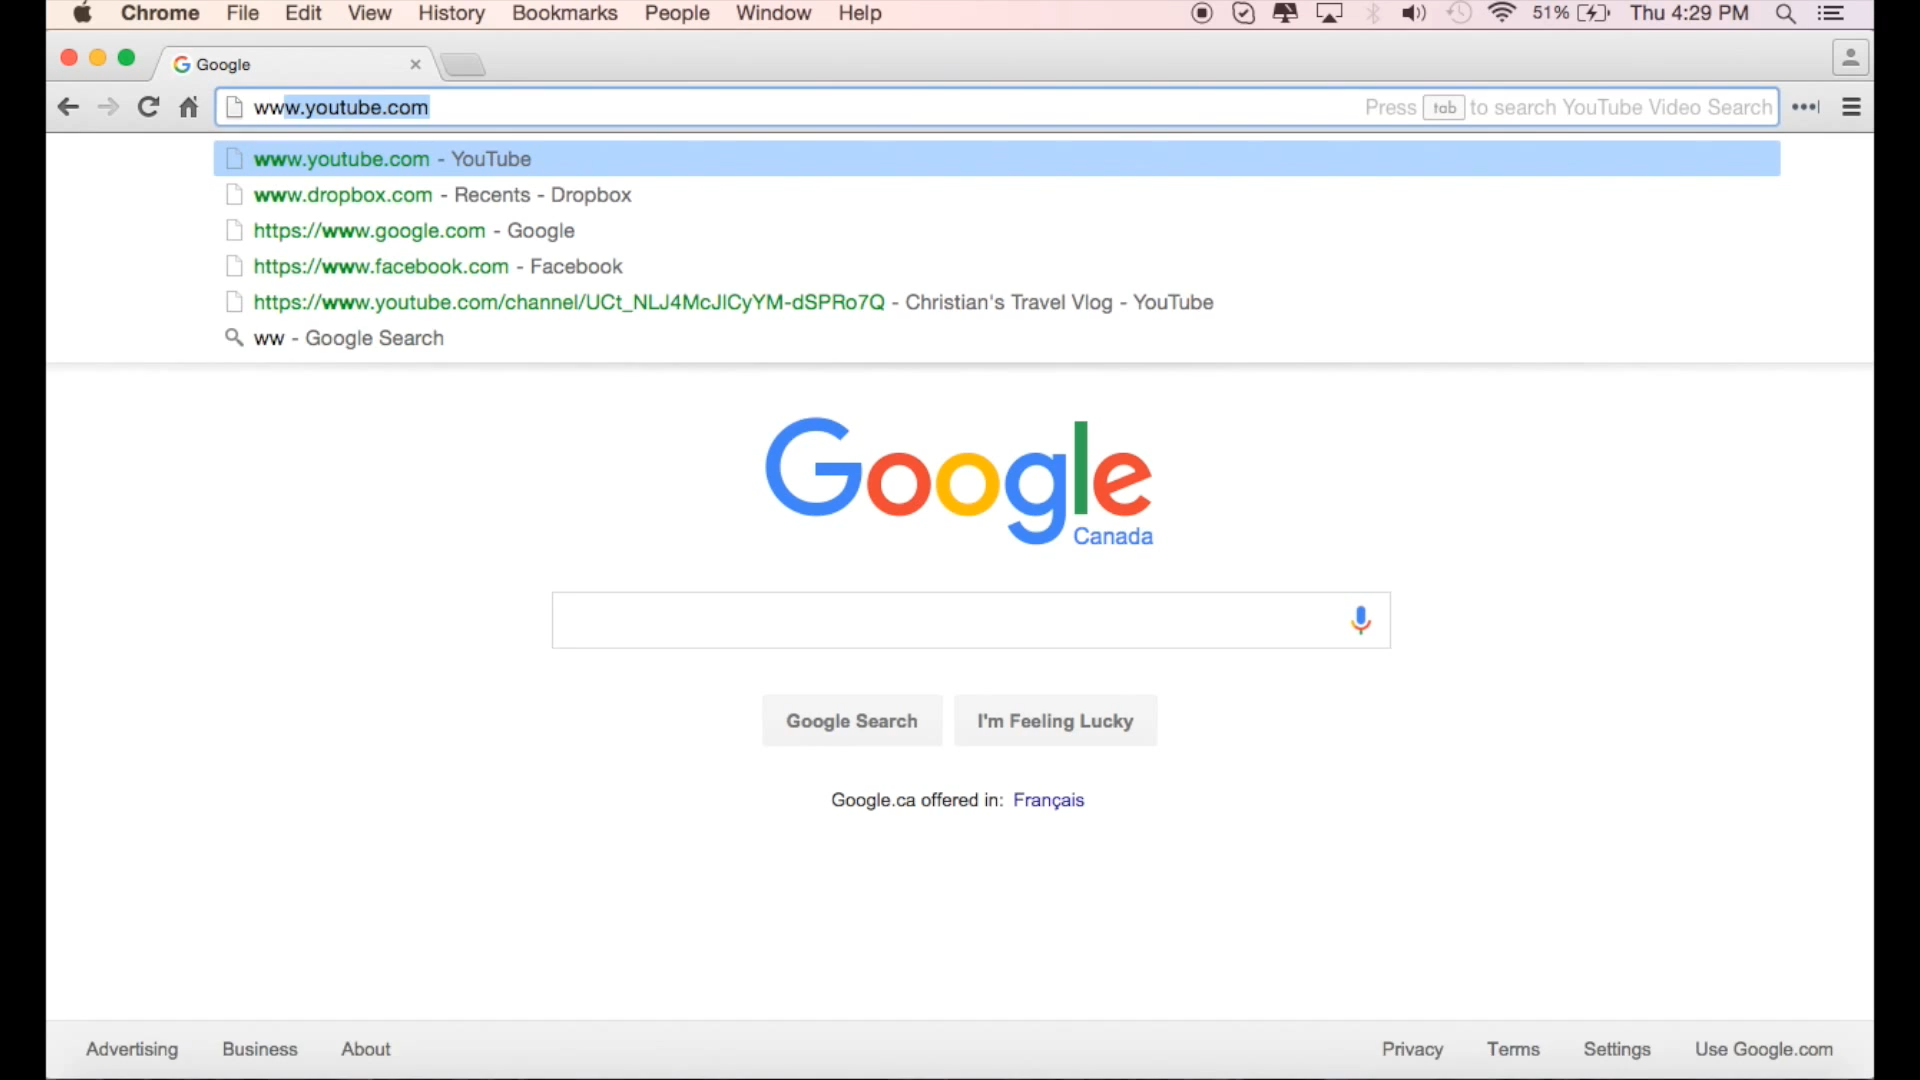 Chrome File Edit View History Bookmarks People Window Help 51% Thu 4:29 PM
Google
www.youtube.com Press tab to search YouTube Video Search
www.youtube.com - YouTube
www.dropbox.com - Recents - Dropbox
https://www.google.com - Google
https://www.facebook.com - Facebook
https://www.youtube.com/channel/UCt_NLJ4McJlCyYM-dSPRo7Q - Christian's Travel Vlog - YouTube
ww - Google Search
Google
Canada
Google Search I'm Feeling Lucky
Google.ca offered in: Français
Advertising Business About Privacy Terms Settings Use Google.com